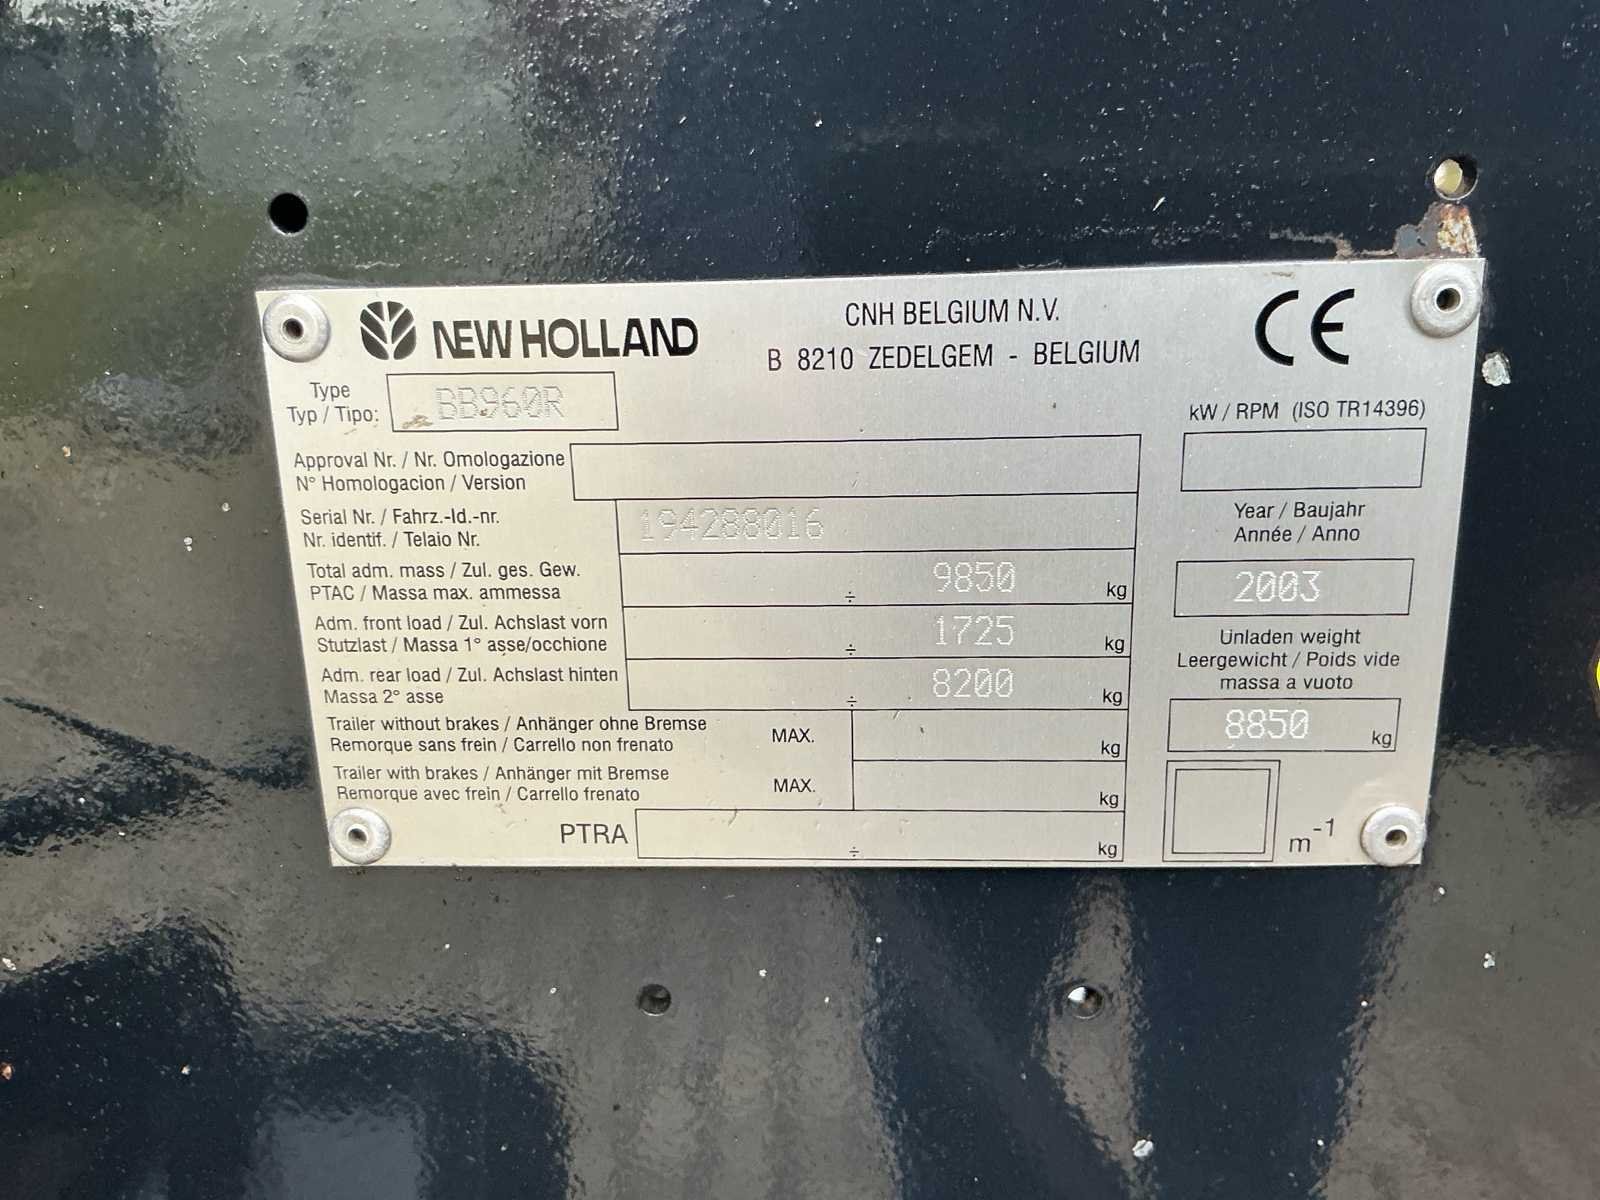 NEW HOLLAND
CNH BELGIUM N.V.
B 8210 ZEDELGEM - BELGIUM
CE
Type
Typ / Tipo:
BB960R
kW / RPM (ISO TR14396)
Approval Nr. / Nr. Omologazione
N° Homologacion / Version
Serial Nr. / Fahrz.-Id.-nr.
Nr. identif. / Telaio Nr.
194288016
Year / Baujahr
Année / Anno
2003
Total adm. mass / Zul. ges. Gew.
PTAC / Massa max. ammessa
÷ 9850 kg
Adm. front load / Zul. Achslast vorn
Stutzlast / Massa 1° asse/occhione
÷ 1725 kg
Adm. rear load / Zul. Achslast hinten
Massa 2° asse
÷ 8200 kg
Unladen weight
Leergewicht / Poids vide
massa a vuoto
8850 kg
Trailer without brakes / Anhänger ohne Bremse
Remorque sans frein / Carrello non frenato
MAX. kg
Trailer with brakes / Anhänger mit Bremse
Remorque avec frein / Carrello frenato
MAX. kg
PTRA ÷ kg
m-1